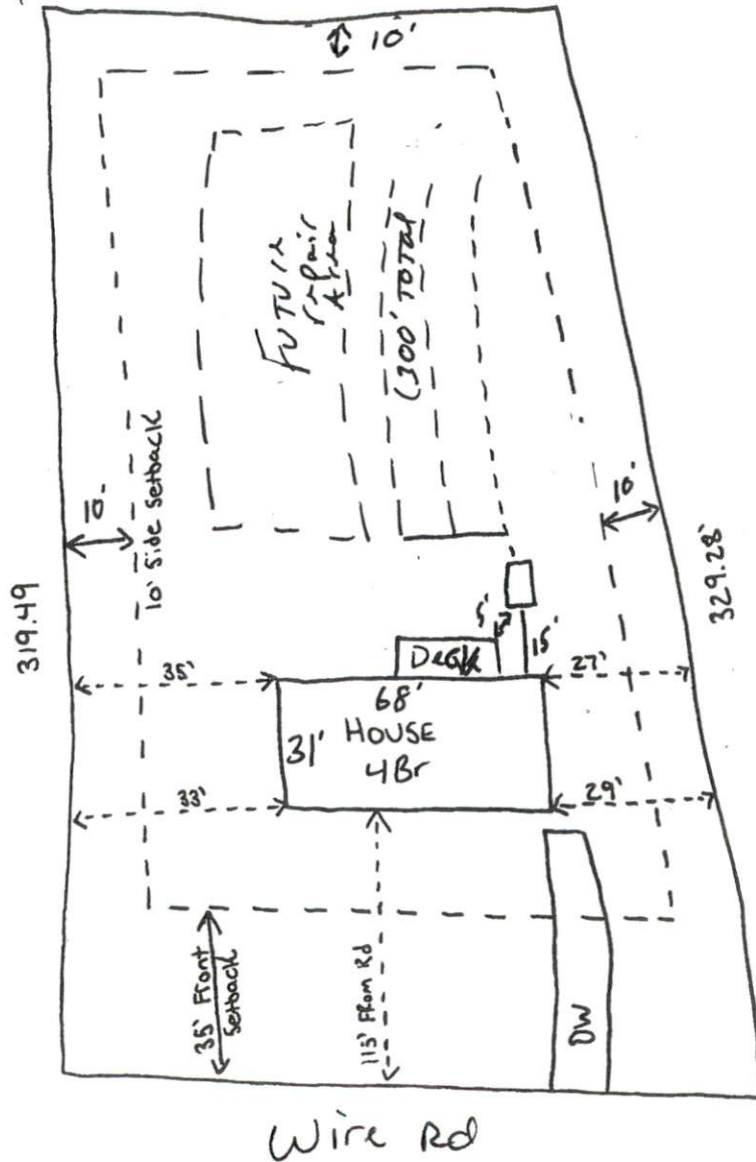 10'
FUTURE
repair
Area
(300' TOTAL
10'
10' Side Setback
10'
319.49
329.28'
5'
15'
Deck
35'
27'
68'
31'
HOUSE
4Br
33'
29'
35' Front
Setback
115' From Rd
DW
Wire Rd